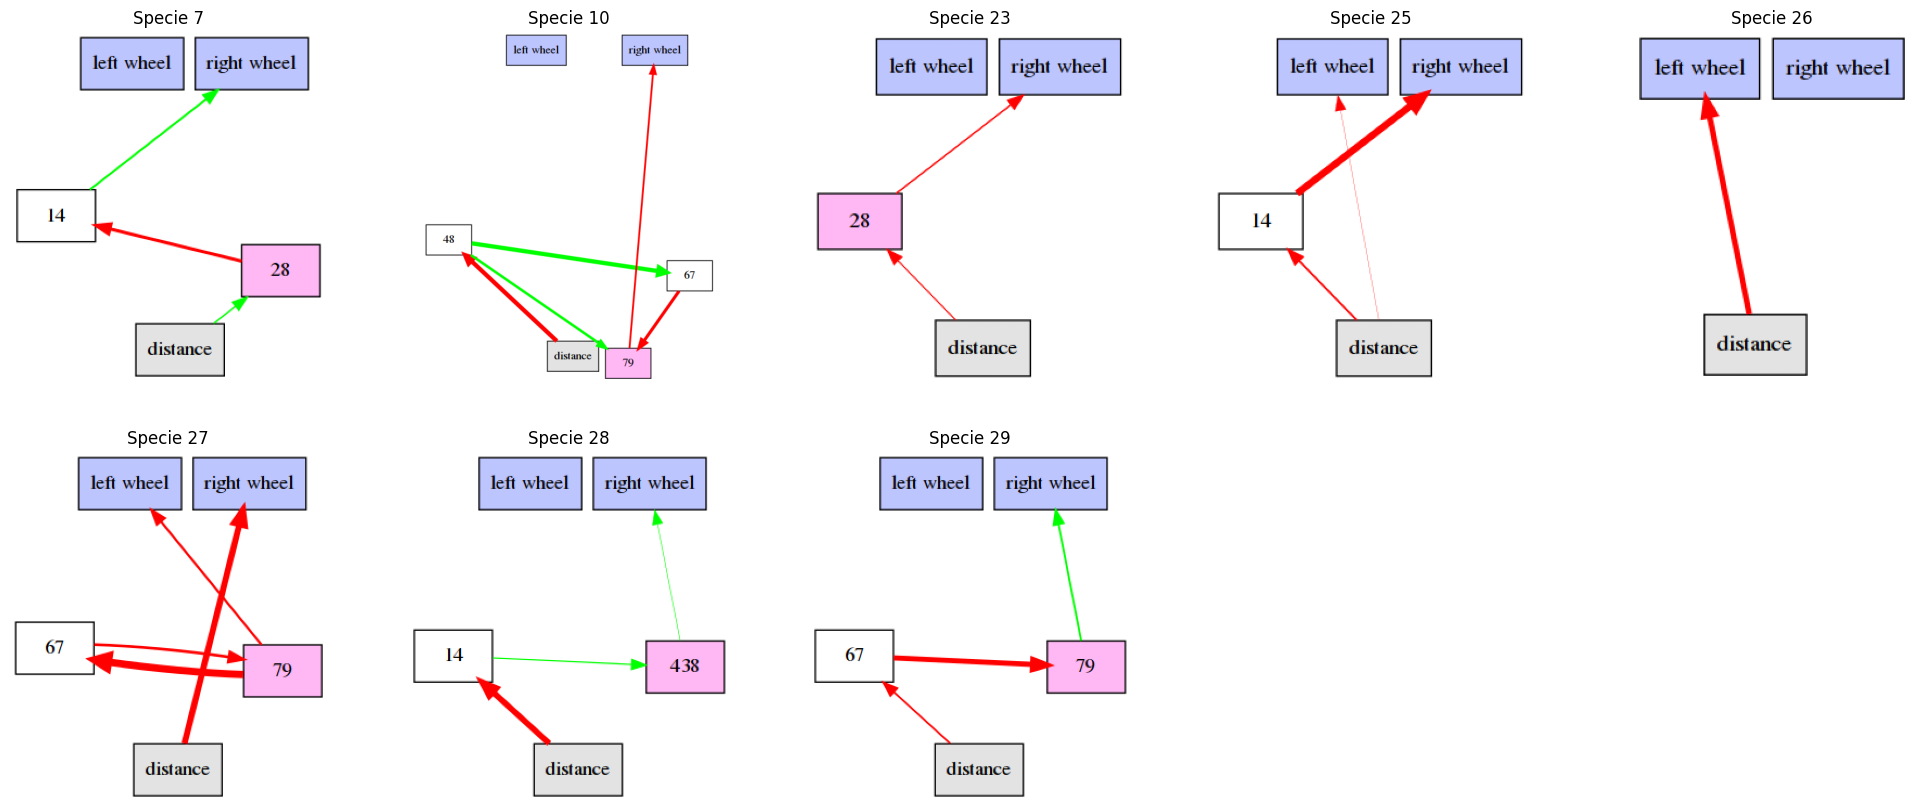 Specie 7
left wheel
right wheel
14
28
distance
Specie 10
left wheel
right wheel
48
67
distance
79
Specie 23
left wheel
right wheel
28
distance
Specie 25
left wheel
right wheel
14
distance
Specie 26
left wheel
right wheel
distance
Specie 27
left wheel
right wheel
67
79
distance
Specie 28
left wheel
right wheel
14
438
distance
Specie 29
left wheel
right wheel
67
79
distance